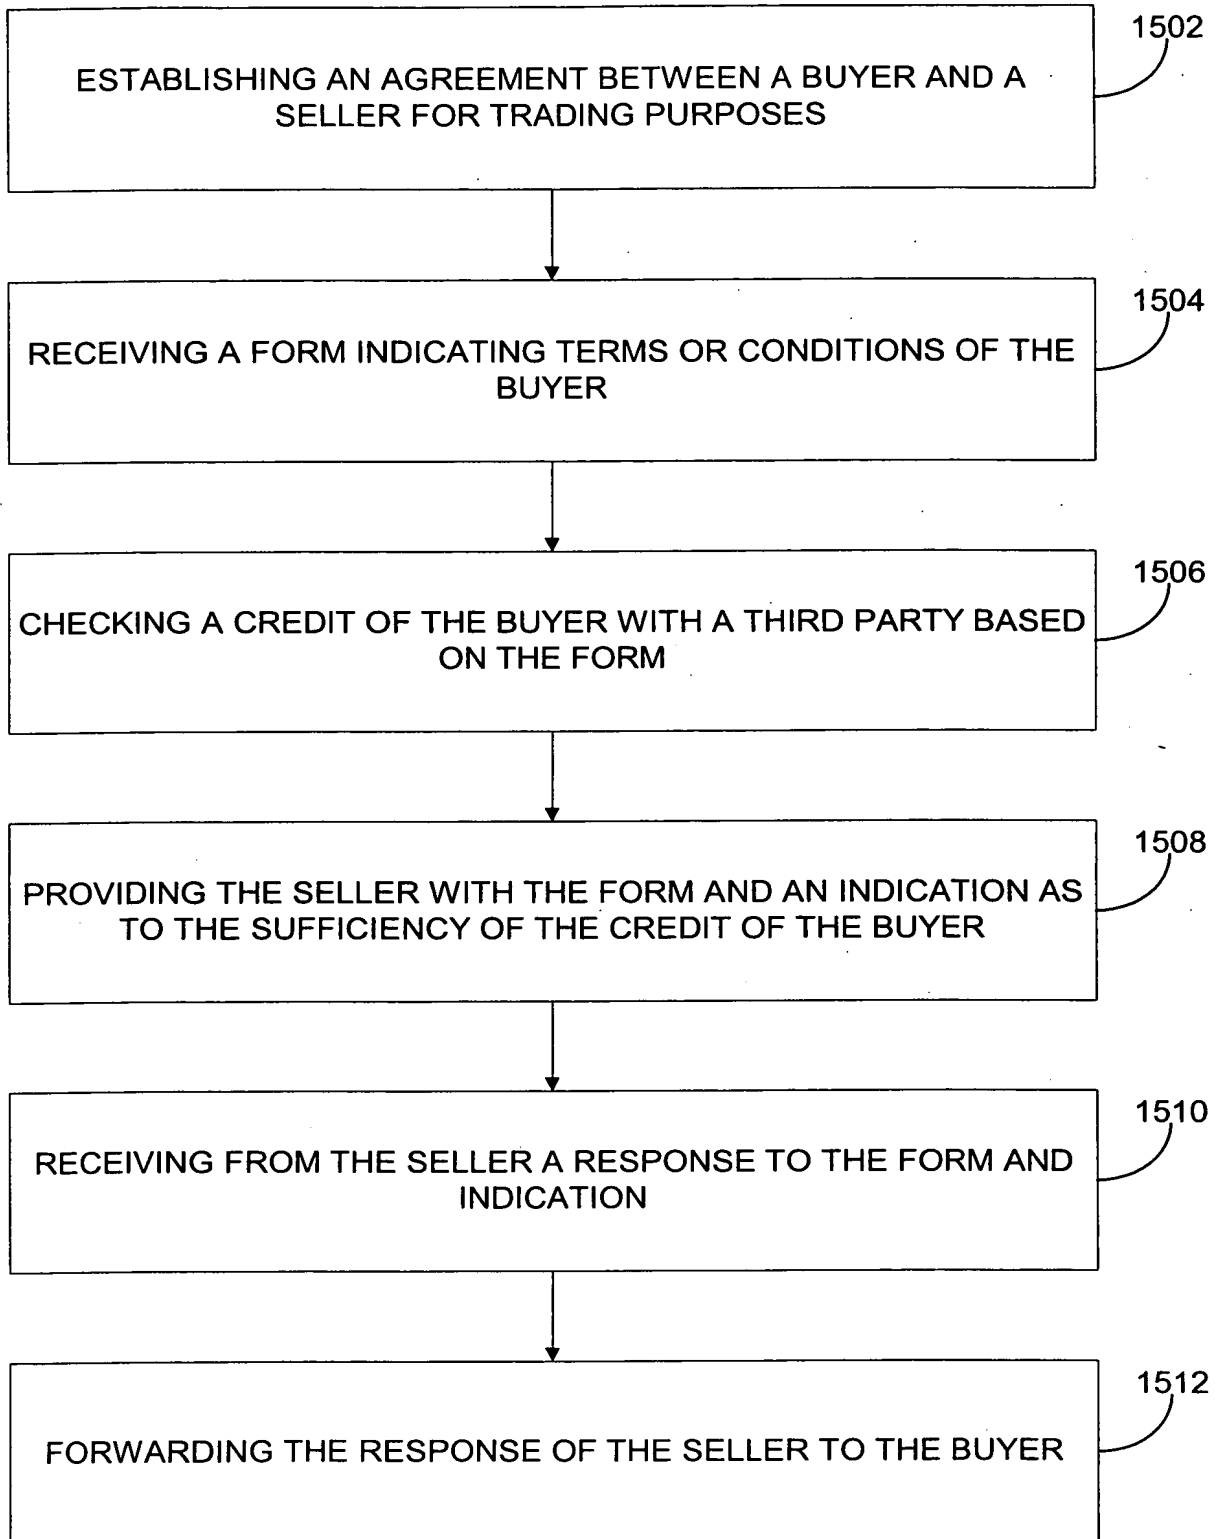 1502
ESTABLISHING AN AGREEMENT BETWEEN A BUYER AND A
SELLER FOR TRADING PURPOSES
1504
RECEIVING A FORM INDICATING TERMS OR CONDITIONS OF THE
BUYER
1506
CHECKING A CREDIT OF THE BUYER WITH A THIRD PARTY BASED
ON THE FORM
1508
PROVIDING THE SELLER WITH THE FORM AND AN INDICATION AS
TO THE SUFFICIENCY OF THE CREDIT OF THE BUYER
1510
RECEIVING FROM THE SELLER A RESPONSE TO THE FORM AND
INDICATION
1512
FORWARDING THE RESPONSE OF THE SELLER TO THE BUYER